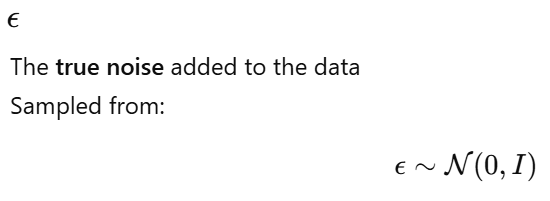 ϵ
The true noise added to the data
Sampled from:
ϵ ∼ 𝒩(0, I)